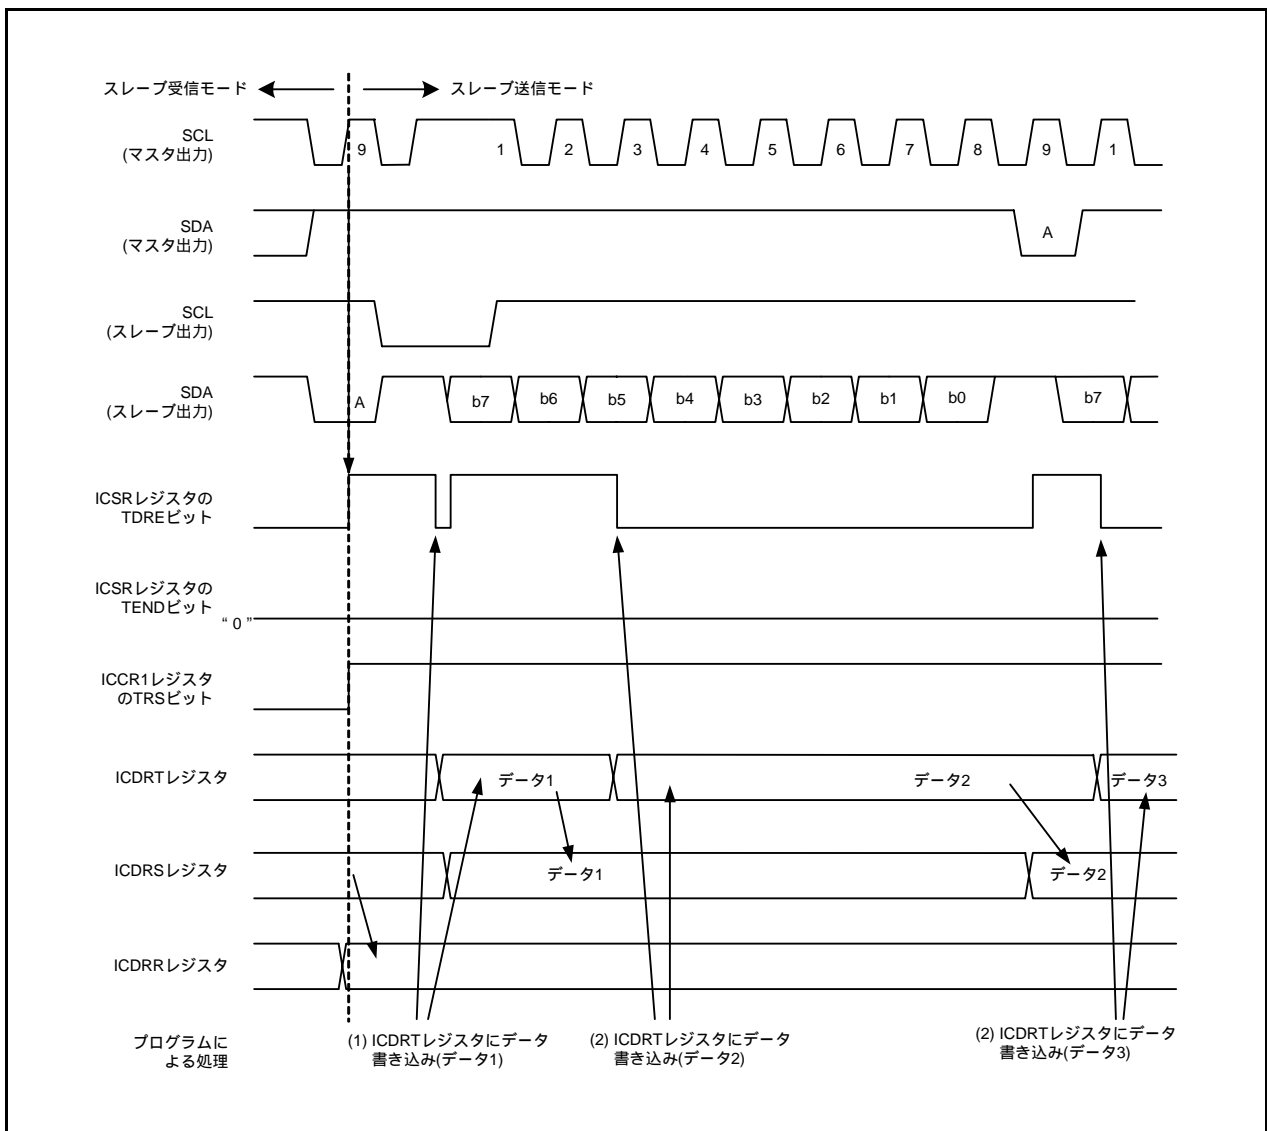 スレーブ受信モード
スレーブ送信モード
SCL
(マスタ出力)
9
1
2
3
4
5
6
7
8
9
1
SDA
(マスタ出力)
A
SCL
(スレーブ出力)
SDA
(スレーブ出力)
A
b7
b6
b5
b4
b3
b2
b1
b0
b7
ICSRレジスタの
TDREビット
ICSRレジスタの
TENDビット
“ 0 ”
ICCR1レジスタ
のTRSビット
ICDRTレジスタ
データ1
データ2
データ3
ICDRSレジスタ
データ1
データ2
ICDRRレジスタ
プログラムに
よる処理
(1) ICDRTレジスタにデータ
書き込み(データ1)
(2) ICDRTレジスタにデータ
書き込み(データ2)
(2) ICDRTレジスタにデータ
書き込み(データ3)